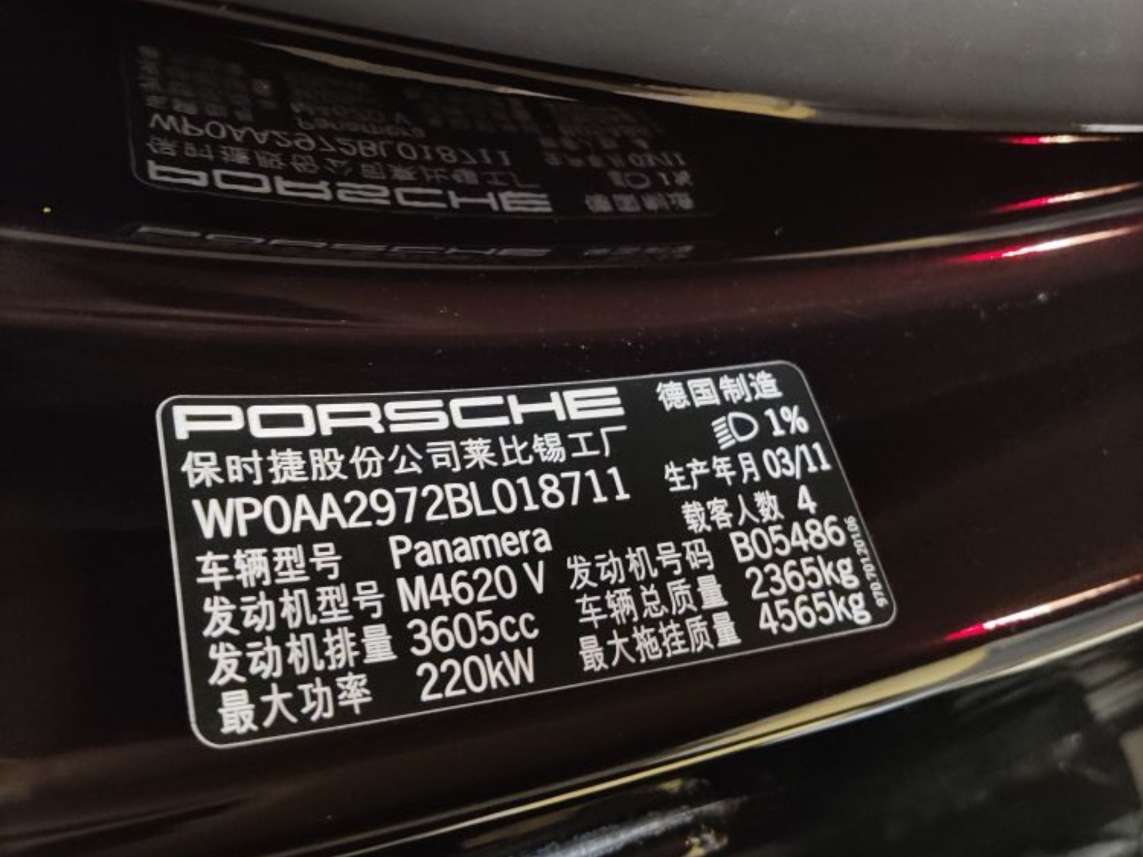 PORSCHE 德国制造
保时捷股份公司莱比锡工厂 1%
WP0AA2972BL018711 生产年月 03/11
载客人数 4
车辆型号 Panamera 发动机号码 B05486
发动机型号 M4620 V 车辆总质量 2365kg
发动机排量 3605cc 最大拖挂质量 4565kg
最大功率 220kW
970.701.201.06